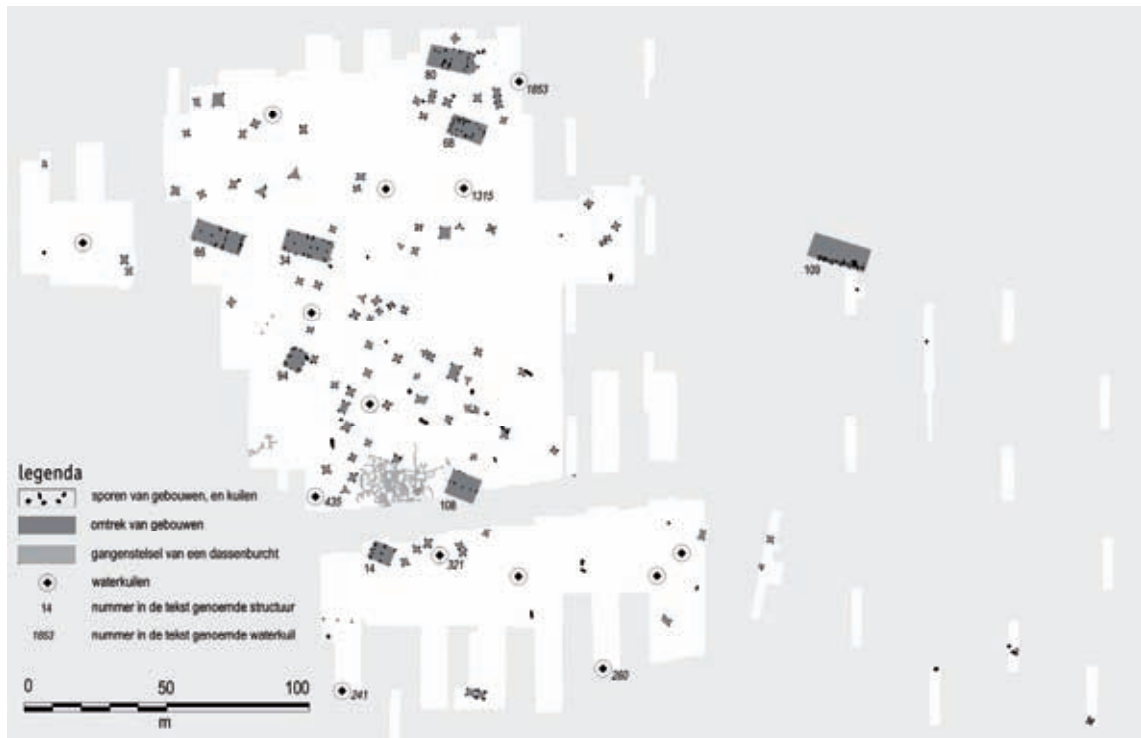 80
1653
68
1315
66
34
109
94
435
108
14
321
260
241
legenda
sporen van gebouwen, en kuilen
omtrek van gebouwen
gangenstelsel van een dassenburcht
waterkuilen
14 nummer in de tekst genoemde structuur
1653 nummer in de tekst genoemde waterkuil
0 50 100
m